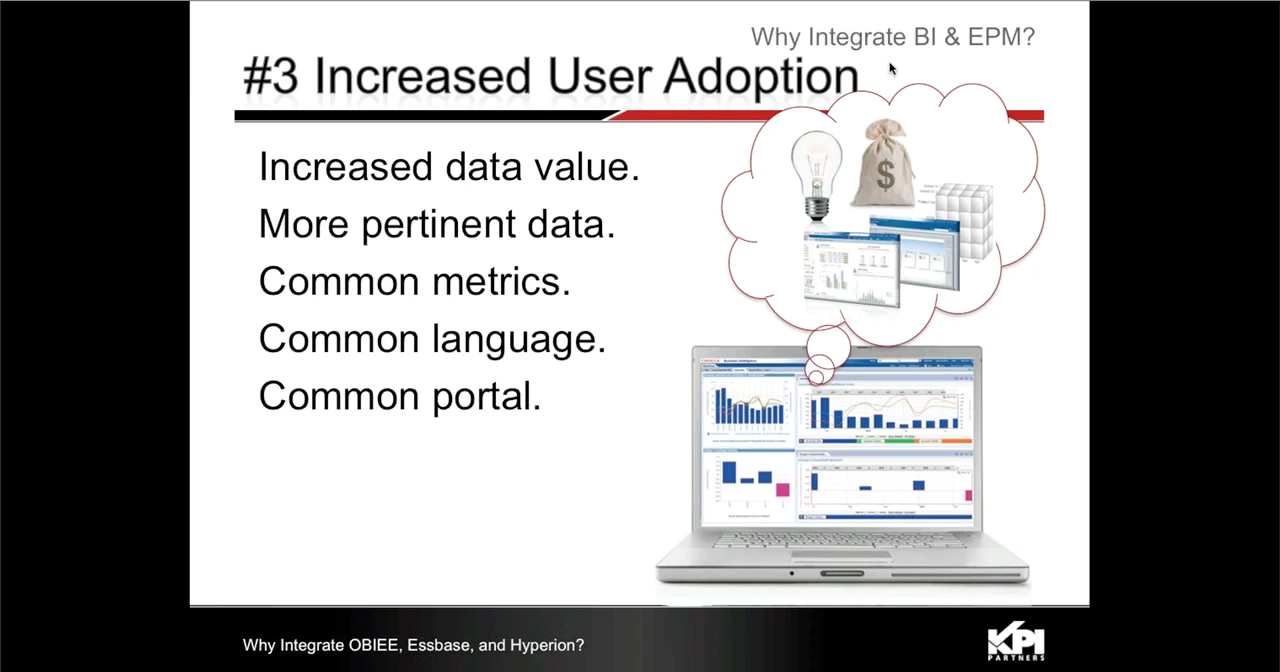 Why Integrate BI & EPM?
#3 Increased User Adoption
Increased data value.
More pertinent data.
Common metrics.
Common language.
Common portal.
$
Why Integrate OBIEE, Essbase, and Hyperion?
KPI
PARTNERS